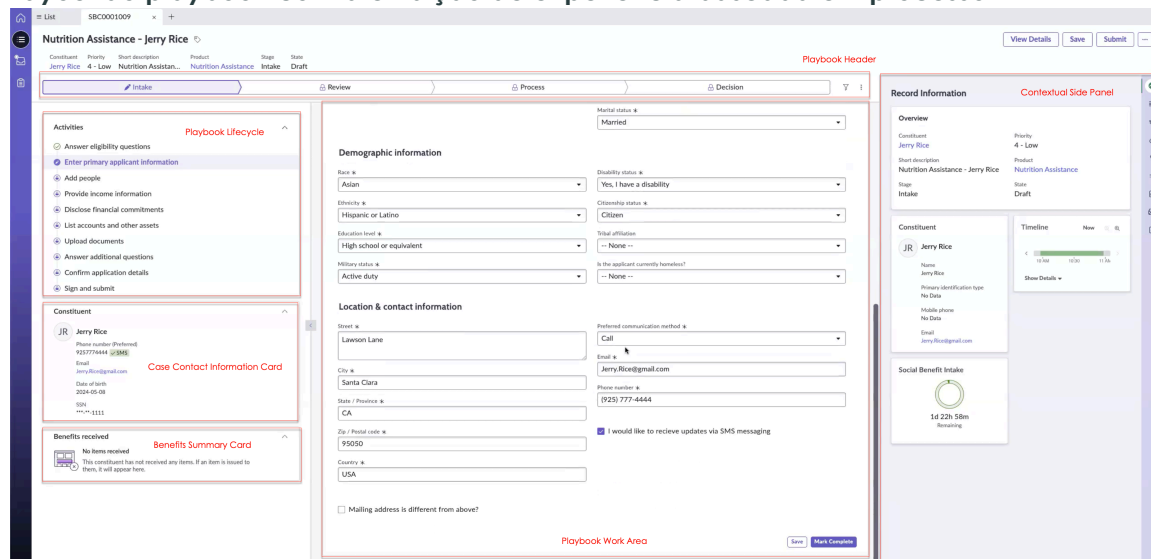 List
SBC0001009 × +
Nutrition Assistance - Jerry Rice
View Details Save Submit
Constituent Priority Short description Product Stage State
Jerry Rice 4 - Low Nutrition Assistan... Nutrition Assistance Intake Draft
Playbook Header
Intake Review Process Decision
Activities
Playbook Lifecycle
Answer eligibility questions
Enter primary applicant information
Add people
Provide income information
Disclose financial commitments
List accounts and other assets
Upload documents
Answer additional questions
Confirm application details
Sign and submit
Constituent
JR Jerry Rice
Phone number (Preferred)
9257774444 SMS
Email
Jerry.Rice@gmail.com
Case Contact Information Card
Date of birth
2024-05-08
SSN
***-**-1111
Benefits received
Benefits Summary Card
No items received
This constituent has not received any items. If an item is issued to
them, it will appear here.
Marital status *
Married
Demographic information
Race * Disability status *
Asian Yes, I have a disability
Ethnicity * Citizenship status *
Hispanic or Latino Citizen
Education level * Tribal affiliation
High school or equivalent -- None --
Military status * Is the applicant currently homeless?
Active duty -- None --
Location & contact information
Street * Preferred communication method *
Lawson Lane Call
Email *
Jerry.Rice@gmail.com
City *
Santa Clara
Phone number *
(925) 777-4444
State / Province *
CA
Zip / Postal code *
I would like to recieve updates via SMS messaging
95050
Country *
USA
Mailing address is different from above?
Playbook Work Area
Save Mark Complete
Record Information
Contextual Side Panel
Overview
Constituent Priority
Jerry Rice 4 - Low
Short description Product
Nutrition Assistance - Jerry Rice Nutrition Assistance
Stage State
Intake Draft
Constituent
JR Jerry Rice
Name
Jerry Rice
Primary identification type
No Data
Mobile phone
No Data
Email
Jerry.Rice@gmail.com
Timeline Now
10 AM 10:30 11 AM
Show Details
Social Benefit Intake
1d 22h 58m
Remaining